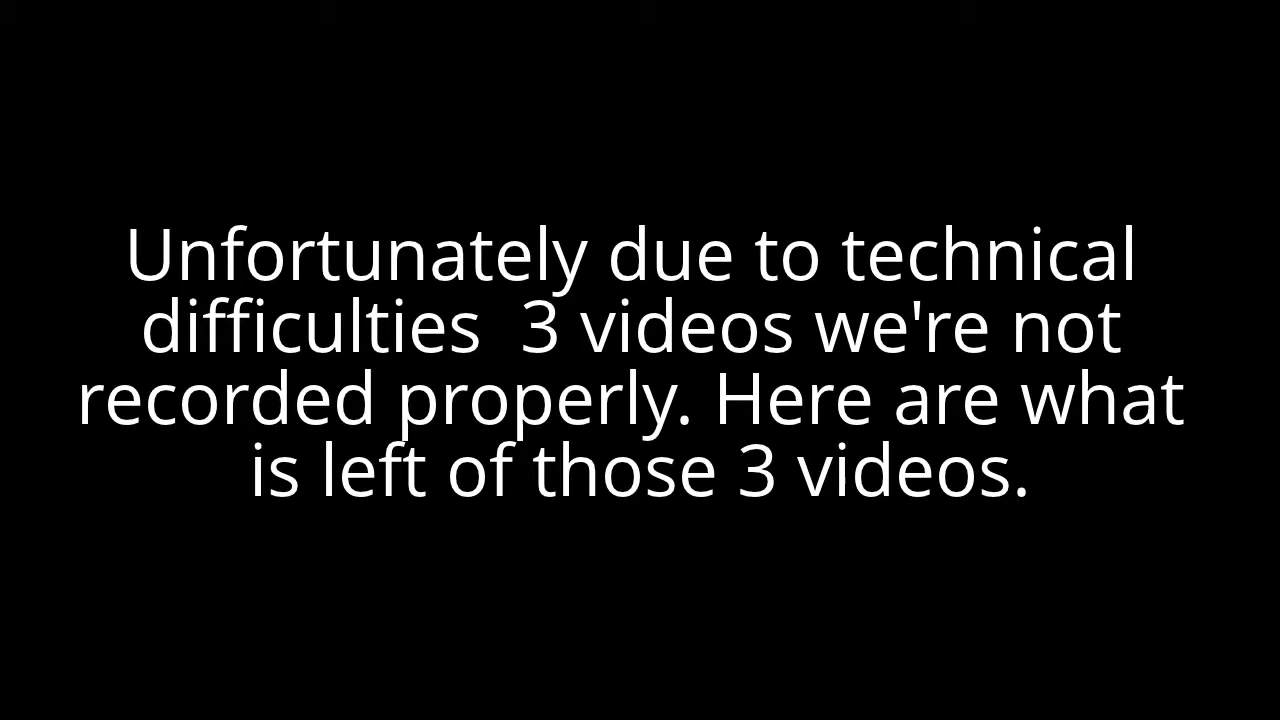 Unfortunately due to technical
difficulties  3 videos we're not
recorded properly. Here are what
is left of those 3 videos.